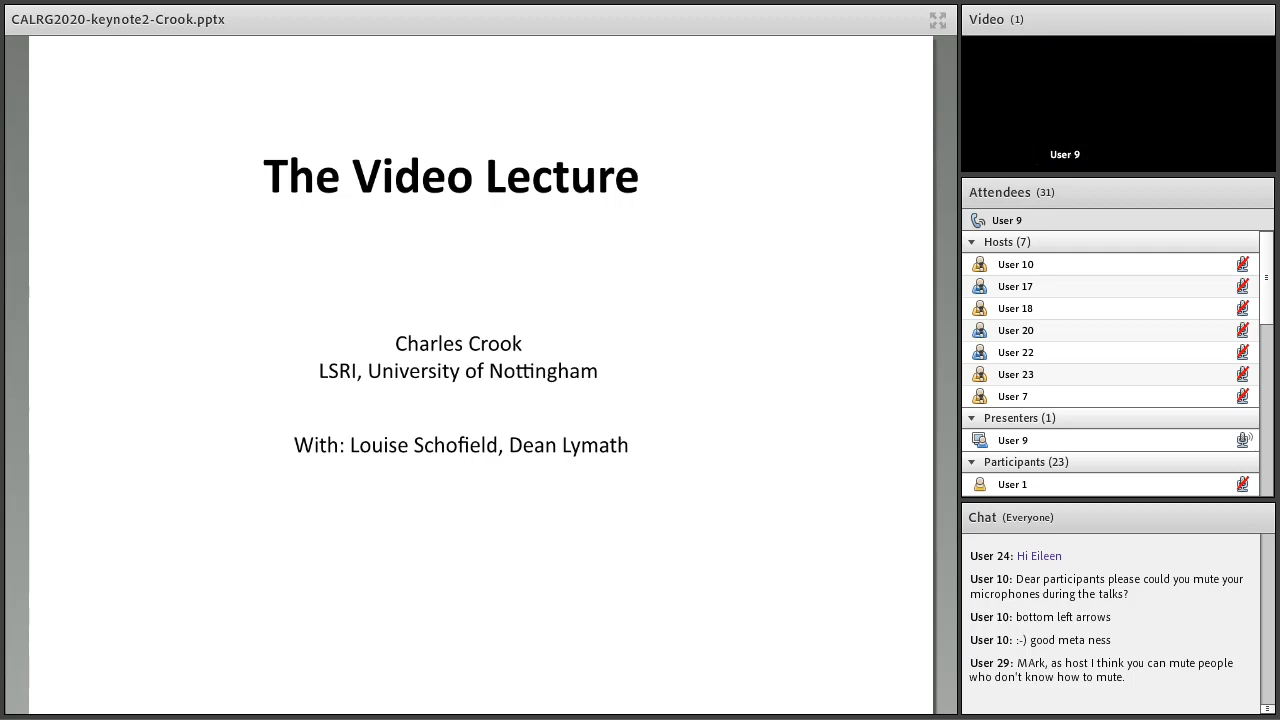 CALRG2020-keynote2-Crook.pptx
The Video Lecture
Charles Crook
LSRI, University of Nottingham
With: Louise Schofield, Dean Lymath
Video (1)
User 9
Attendees (31)
User 9
Hosts (7)
User 10
User 17
User 18
User 20
User 22
User 23
User 7
Presenters (1)
User 9
Participants (23)
User 1
Chat (Everyone)
User 24: Hi Eileen
User 10: Dear participants please could you mute your
microphones during the talks?
User 10: bottom left arrows
User 10: :-) good meta ness
User 29: MArk, as host I think you can mute people
who don't know how to mute.